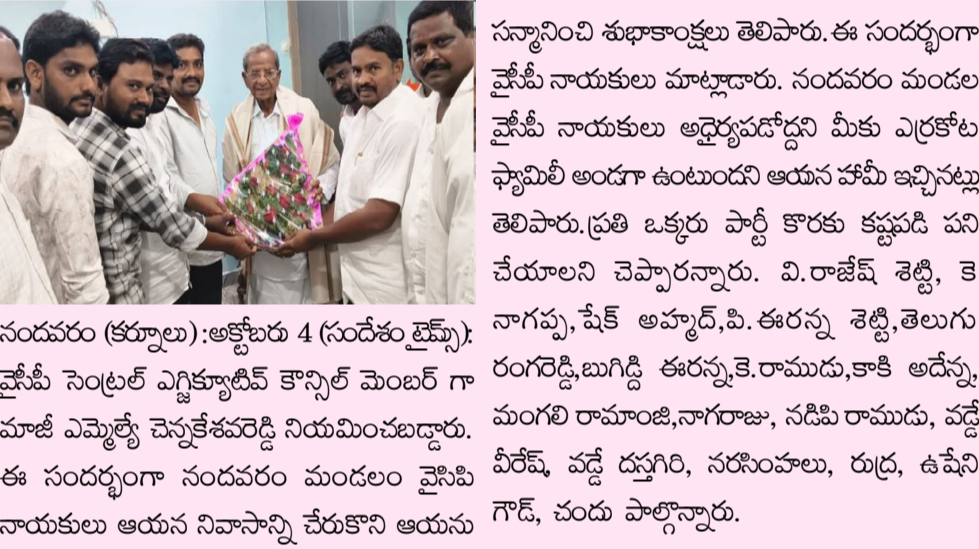 నందవరం (కర్నూలు):అక్టోబరు 4 (సందేశం టైమ్స్):
వైసీపీ సెంట్రల్ ఎగ్జిక్యూటివ్ కౌన్సిల్ మెంబర్ గా
మాజీ ఎమ్మెల్యే చెన్నకేశవరెడ్డి నియమించబడ్డారు.
ఈ సందర్భంగా నందవరం మండలం వైసిపి
నాయకులు ఆయన నివాసాన్ని చేరుకొని ఆయను
సన్మానించి శుభాకాంక్షలు తెలిపారు.ఈ సందర్భంగా
వైసీపీ నాయకులు మాట్లాడారు. నందవరం మండల
వైసీపీ నాయకులు అధైర్యపడోద్దని మీకు ఎర్రకోట
ఫ్యామిలీ అండగా ఉంటుందని ఆయన హామీ ఇచ్చినట్లు
తెలిపారు.ప్రతి ఒక్కరు పార్టీ కొరకు కష్టపడి పని
చేయాలని చెప్పారన్నారు. వి.రాజేష్ శెట్టి, కె
నాగప్ప,షేక్ అహ్మద్,పి.ఈరన్న శెట్టి,తెలుగు
రంగరెడ్డి,బుగిడ్డి ఈరన్న,కె.రాముడు,కాకి అదేన్న,
మంగలి రామాంజి,నాగరాజు, నడిపి రాముడు, వడ్డే
వీరేష్, వడ్డే దస్తగిరి, నరసింహలు, రుద్ర, ఉషేని
గౌడ్, చందు పాల్గొన్నారు.